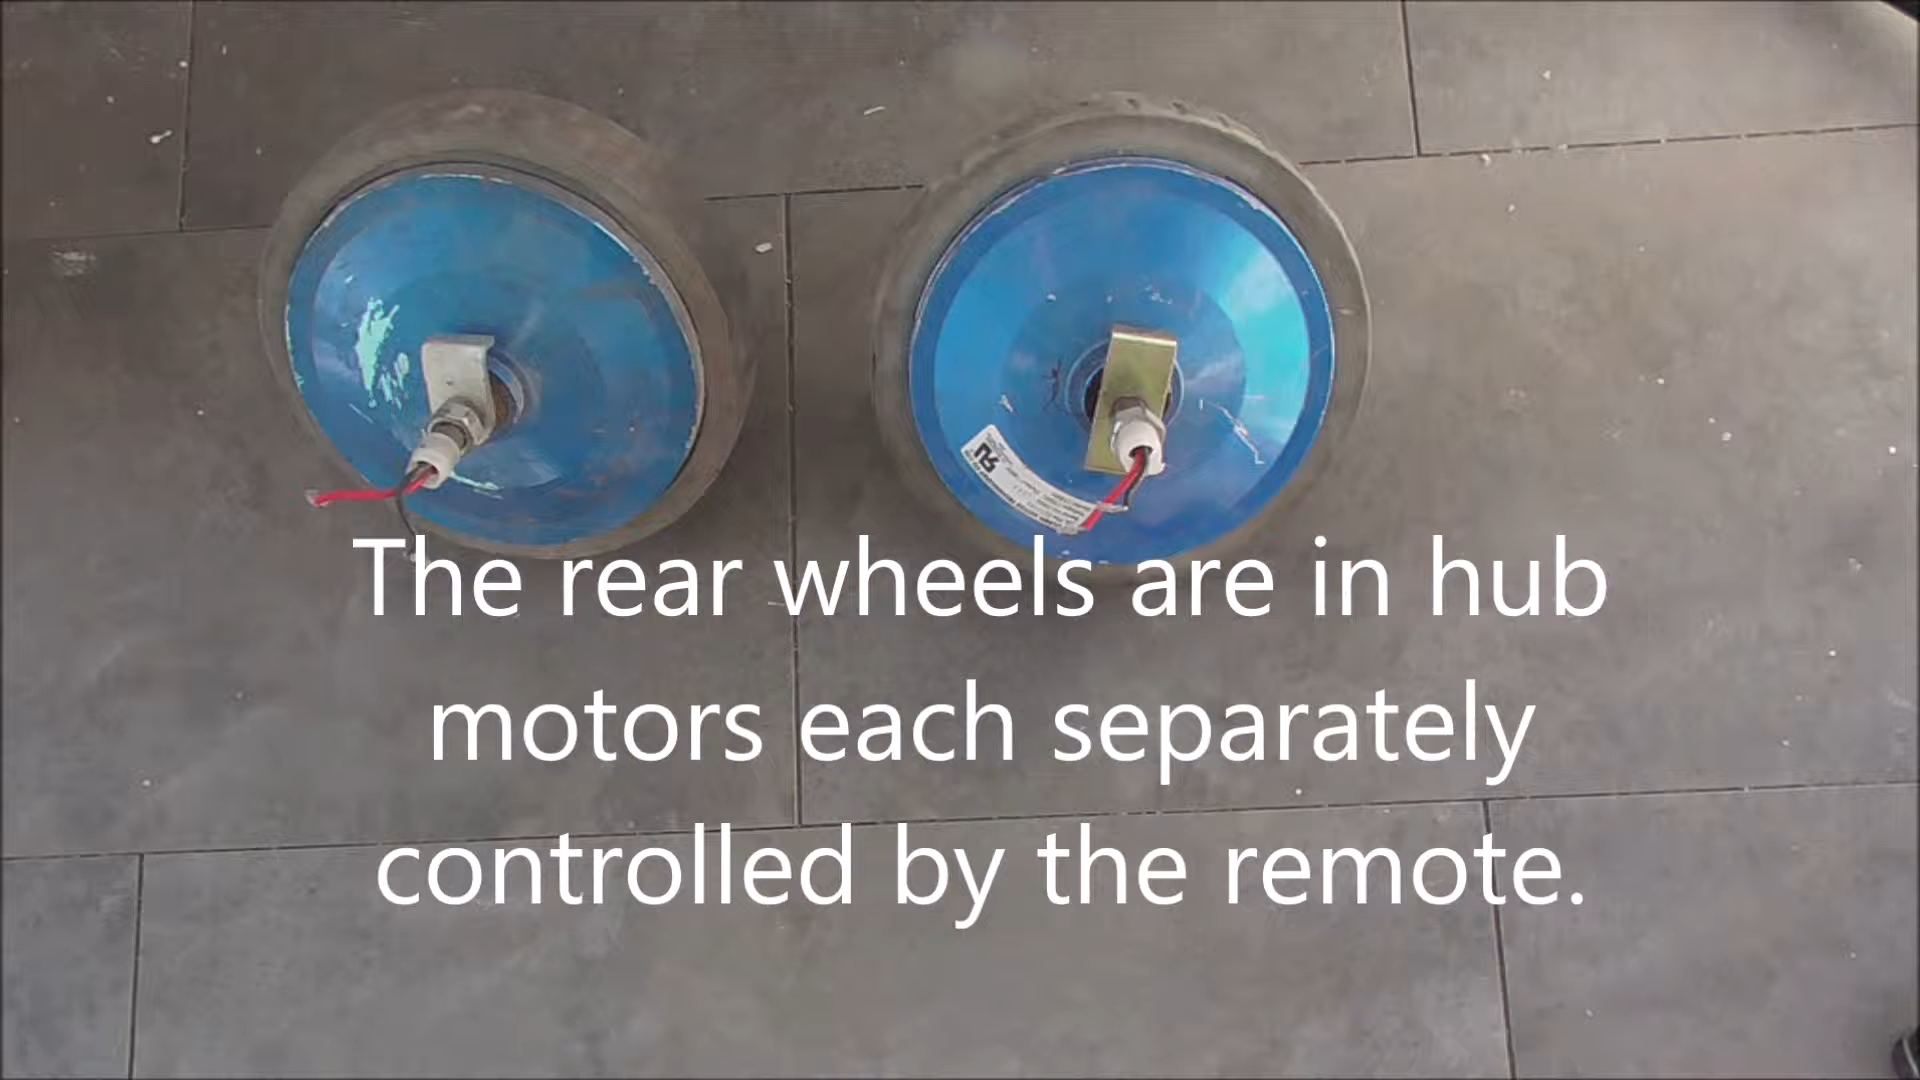 The rear wheels are in hub
motors each separately
controlled by the remote.